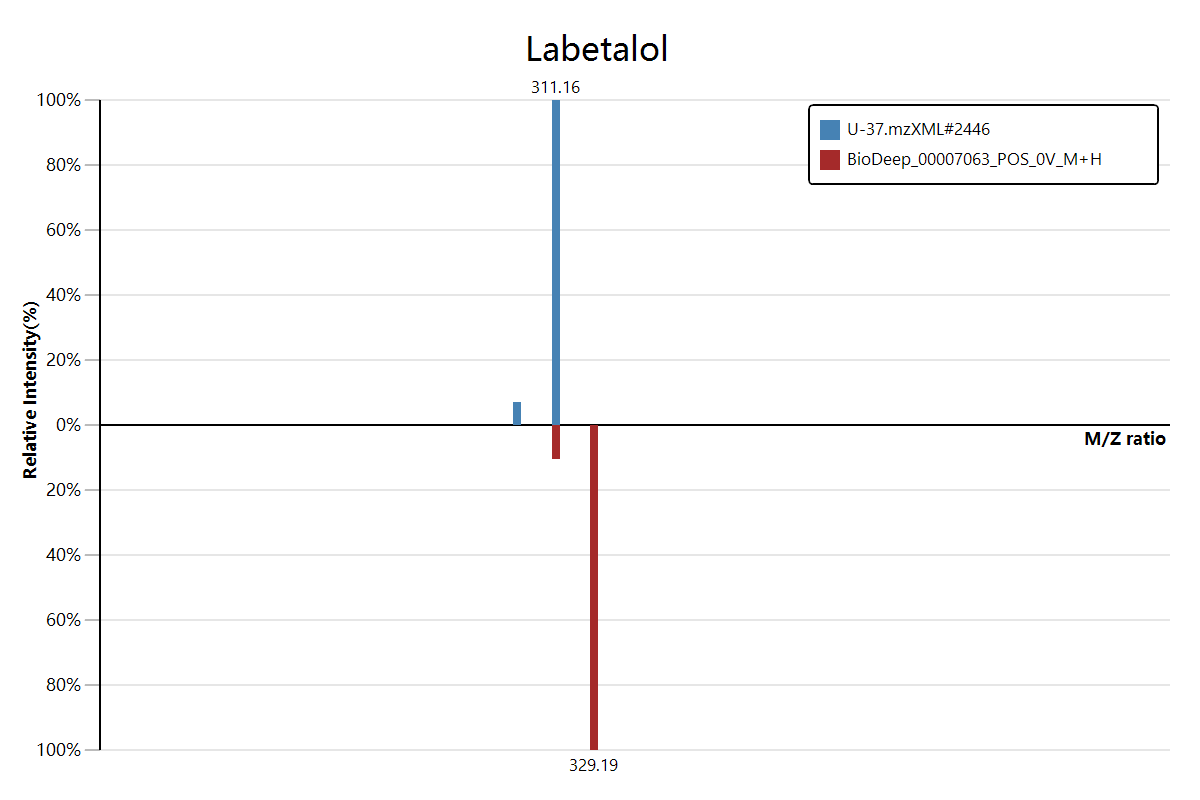 Labetalol
311.16
100%
80%
60%
40%
20%
0%
20%
40%
60%
80%
100%
Relative Intensity(%)
U-37.mzXML#2446
BioDeep_00007063_POS_0V_M+H
M/Z ratio
329.19